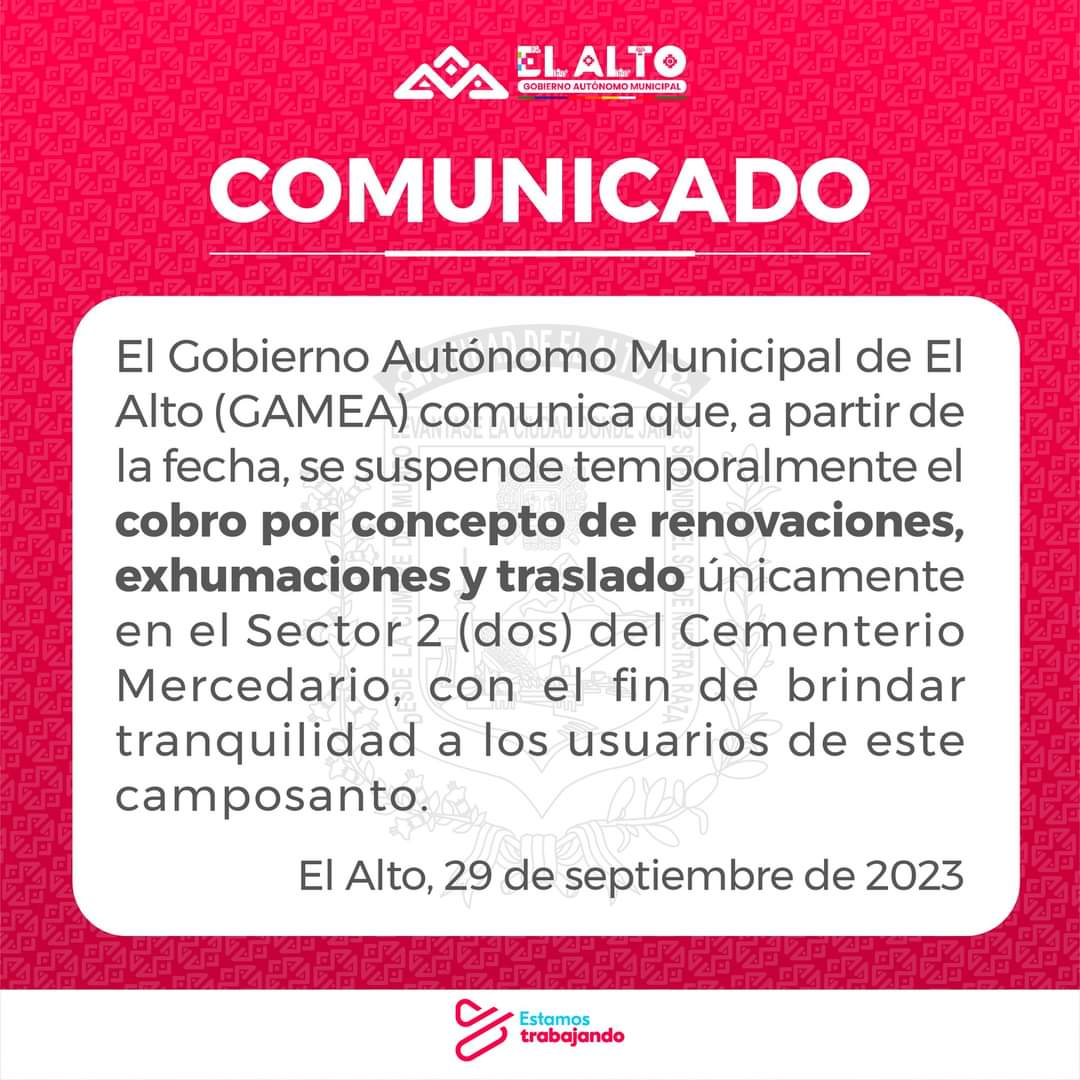 EL ALTO
GOBIERNO AUTÓNOMO MUNICIPAL
COMUNICADO
El Gobierno Autónomo Municipal de El
Alto (GAMEA) comunica que, a partir de
la fecha, se suspende temporalmente el
cobro por concepto de renovaciones,
exhumaciones y traslado únicamente
en el Sector 2 (dos) del Cementerio
Mercedario, con el fin de brindar
tranquilidad a los usuarios de este
camposanto.
El Alto, 29 de septiembre de 2023
Estamos
trabajando